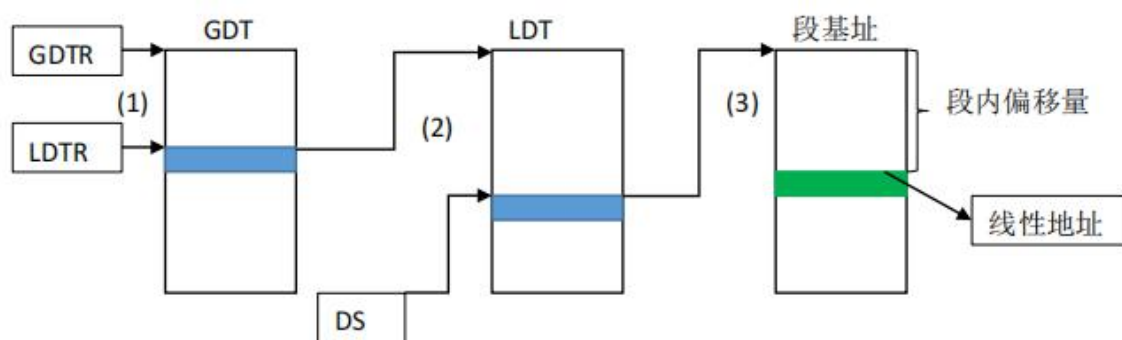 GDT
LDT
段基址
GDTR
(1)
(2)
(3)
段内偏移量
LDTR
线性地址
DS